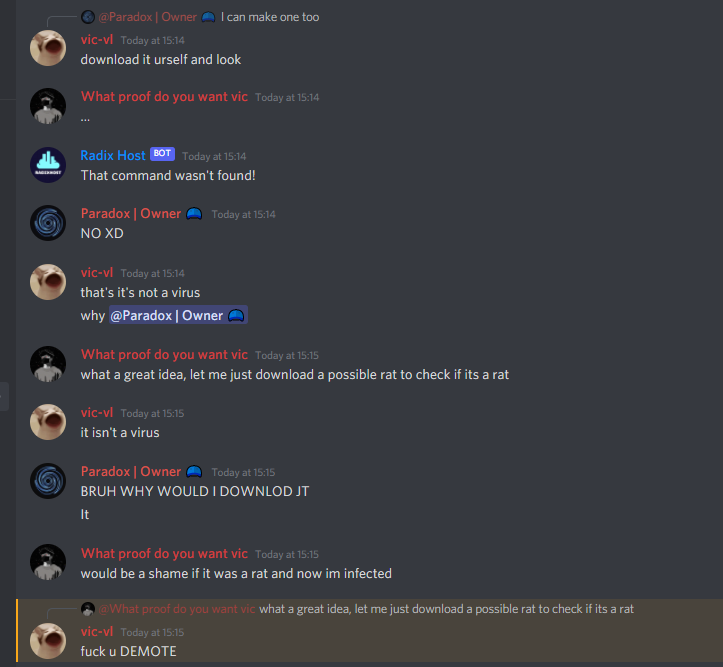 @Paradox | Owner I can make one too
vic-vl Today at 15:14
download it urself and look
What proof do you want vic Today at 15:14
...
Radix Host BOT Today at 15:14
That command wasn't found!
RADIXHOST
Paradox | Owner Today at 15:14
NO XD
vic-vl Today at 15:14
that's it's not a virus
why @Paradox | Owner
What proof do you want vic Today at 15:15
what a great idea, let me just download a possible rat to check if its a rat
vic-vl Today at 15:15
it isn't a virus
Paradox | Owner Today at 15:15
BRUH WHY WOULD I DOWNLOD JT
It
What proof do you want vic Today at 15:15
would be a shame if it was a rat and now im infected
@What proof do you want vic what a great idea, let me just download a possible rat to check if its a rat
vic-vl Today at 15:15
fuck u DEMOTE